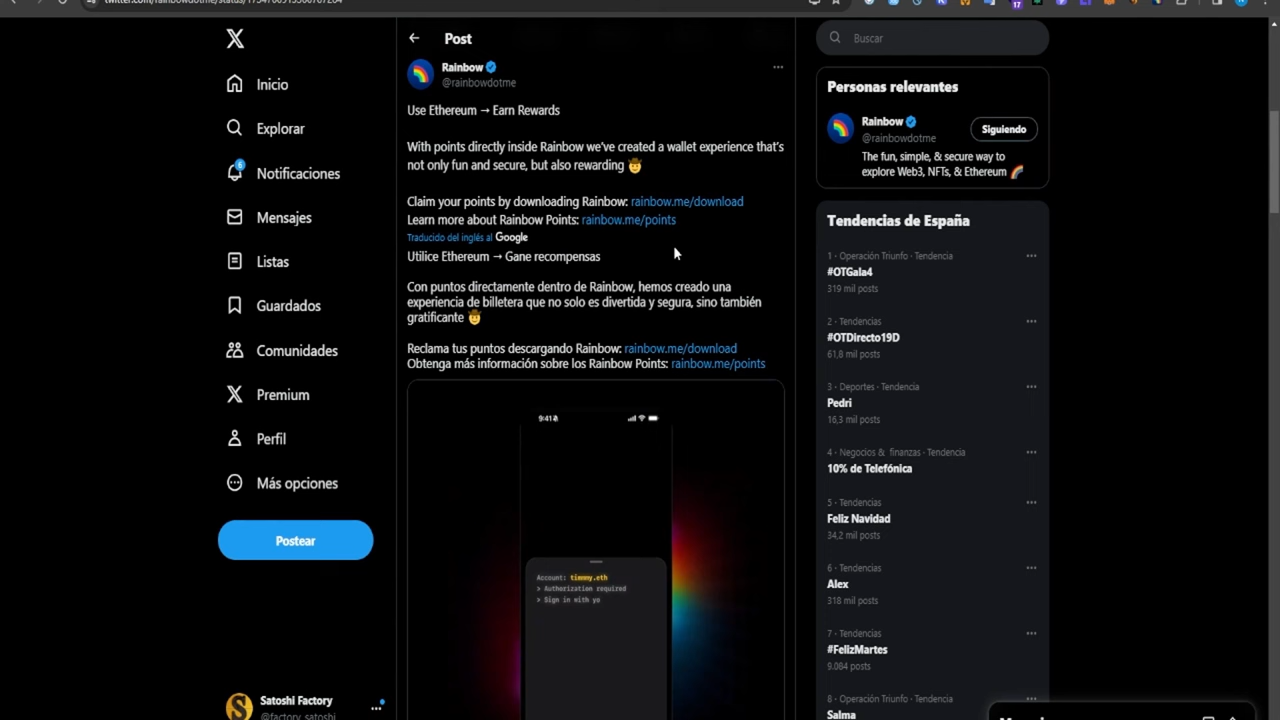 Post
Rainbow
@rainbowdotme
Use Ethereum → Earn Rewards
With points directly inside Rainbow we've created a wallet experience that's
not only fun and secure, but also rewarding 🤠
Claim your points by downloading Rainbow: rainbow.me/download
Learn more about Rainbow Points: rainbow.me/points
Traducido del inglés al Google
Utilice Ethereum → Gane recompensas
Con puntos directamente dentro de Rainbow, hemos creado una
experiencia de billetera que no solo es divertida y segura, sino también
gratificante 🤠
Reclama tus puntos descargando Rainbow: rainbow.me/download
Obtenga más información sobre los Rainbow Points: rainbow.me/points
9:41
Account: timmy.eth
> Authorization required
> Sign in with yo
Inicio
Explorar
6
Notificaciones
Mensajes
Listas
Guardados
Comunidades
Premium
Perfil
Más opciones
Postear
Satoshi Factory
@factory_satoshi
17
Buscar
Personas relevantes
Rainbow
@rainbowdotme
Siguiendo
The fun, simple, & secure way to
explore Web3, NFTs, & Ethereum 🌈
Tendencias de España
1 · Operación Triunfo · Tendencia
#OTGala4
319 mil posts
2 · Tendencias
#OTDirecto19D
61,8 mil posts
3 · Deportes · Tendencia
Pedri
16,3 mil posts
4 · Negocios & finanzas · Tendencia
10% de Telefónica
5 · Tendencias
Feliz Navidad
34,2 mil posts
6 · Tendencias
Alex
318 mil posts
7 · Tendencias
#FelizMartes
9.084 posts
8 · Operación Triunfo · Tendencia
Salma